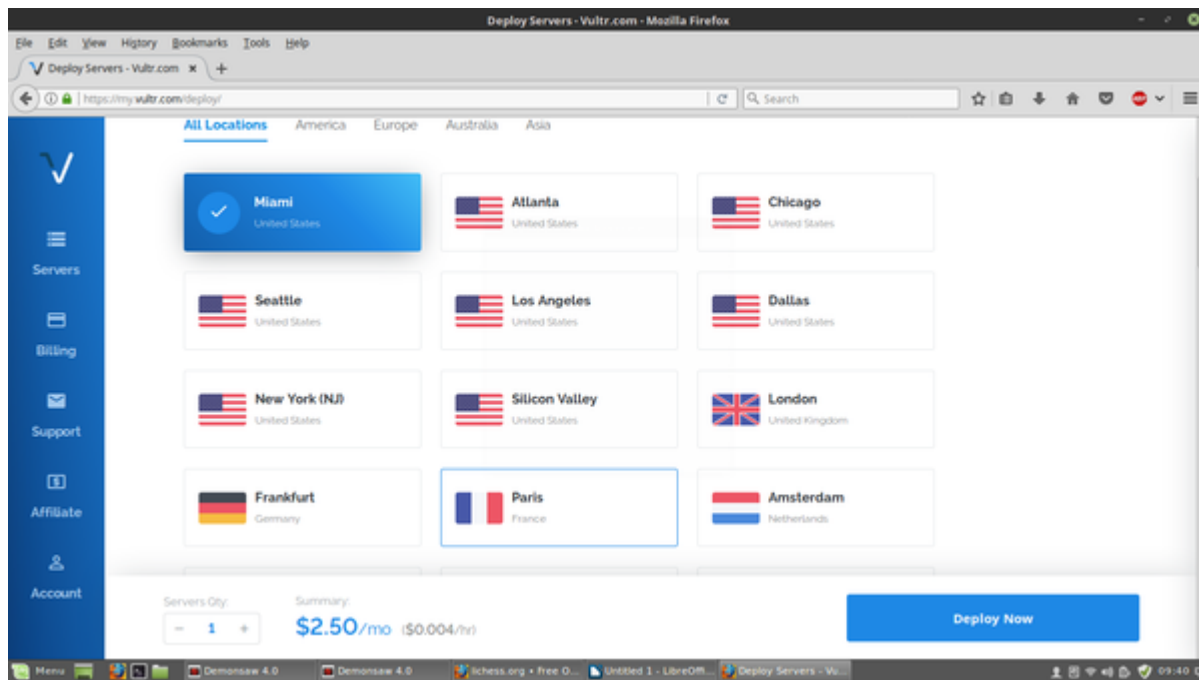 Deploy Servers - Vultr.com - Mozilla Firefox
File Edit View History Bookmarks Tools Help
Deploy Servers - Vultr.com
https://my.vultr.com/deploy/
Search
All Locations America Europe Australia Asia
Miami
United States
Atlanta
United States
Chicago
United States
Servers
Seattle
United States
Los Angeles
United States
Dallas
United States
Billing
New York (NJ)
United States
Silicon Valley
United States
London
United Kingdom
Support
Frankfurt
Germany
Paris
France
Amsterdam
Netherlands
Affiliate
Account
Servers Qty:
- 1 +
Summary:
$2.50/mo ($0.004/hr)
Deploy Now
Menu Demonsaw 4.0 Demonsaw 4.0 lichess.org • Free O... Untitled 1 - LibreOff... Deploy Servers - Vu... 09:40